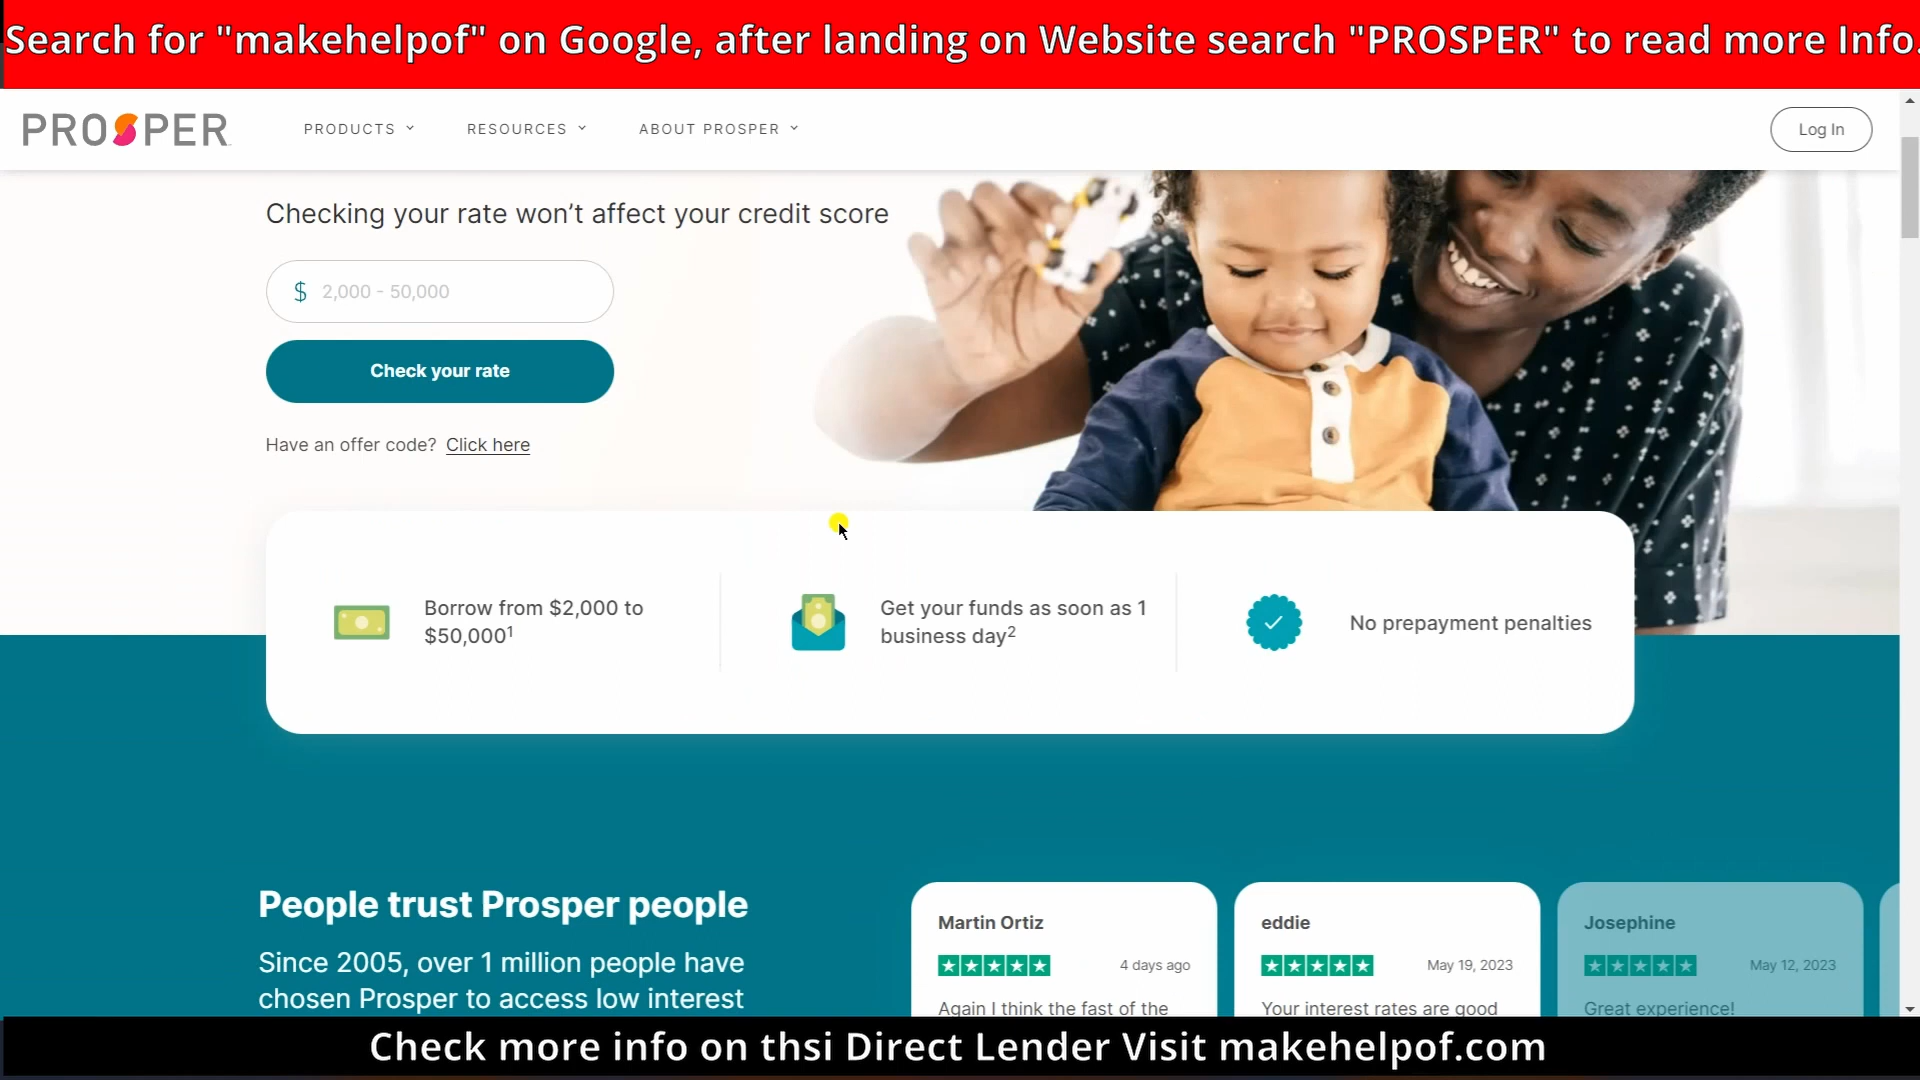 Search for "makehelpof" on Google, after landing on Website search "PROSPER" to read more Info.
PROSPER
PRODUCTS
RESOURCES
ABOUT PROSPER
Log In
Checking your rate won’t affect your credit score
$ 2,000 - 50,000
Check your rate
Have an offer code? Click here
Borrow from $2,000 to
$50,000¹
Get your funds as soon as 1
business day²
No prepayment penalties
People trust Prosper people
Since 2005, over 1 million people have
chosen Prosper to access low interest
Martin Ortiz
4 days ago
Again I think the fast of the
eddie
May 19, 2023
Your interest rates are good
Josephine
May 12, 2023
Great experience!
Check more info on thsi Direct Lender Visit makehelpof.com